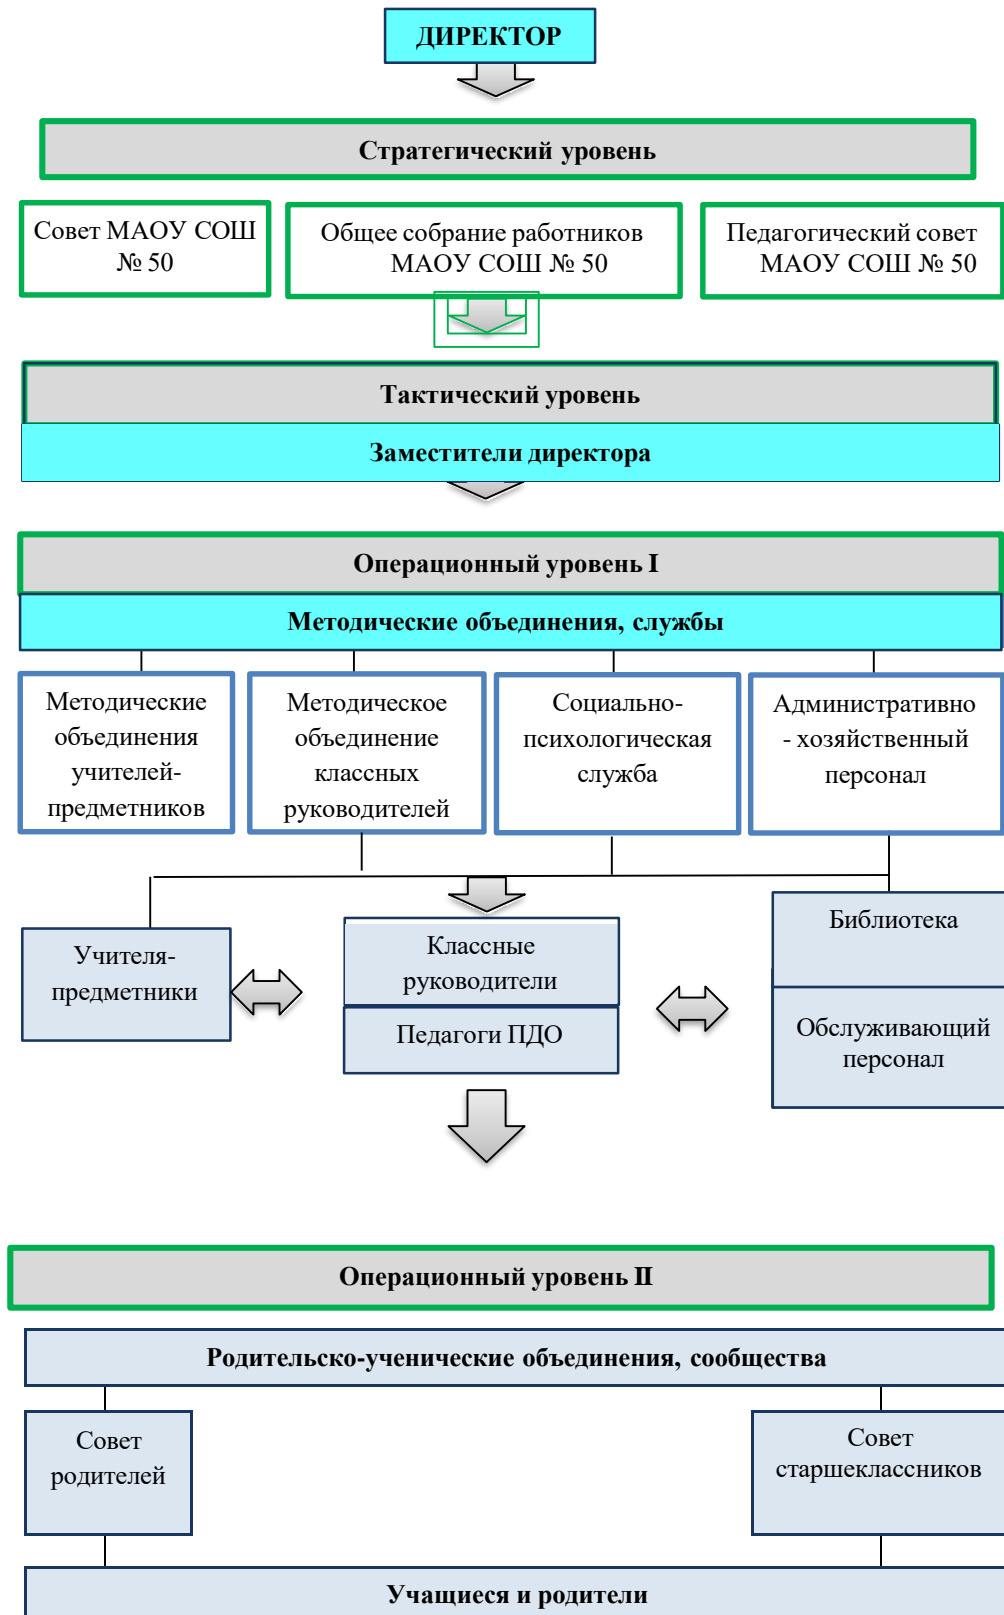 ДИРЕКТОР
Стратегический уровень
Совет МАОУ СОШ
№ 50
Общее собрание работников
МАОУ СОШ № 50
Педагогический совет
МАОУ СОШ № 50
Тактический уровень
Заместители директора
Операционный уровень I
Методические объединения, службы
Методические
объединения
учителей-
предметников
Методическое
объединение
классных
руководителей
Социально-
психологическая
служба
Административно
- хозяйственный
персонал
Учителя-
предметники
Классные
руководители
Педагоги ПДО
Библиотека
Обслуживающий
персонал
Операционный уровень II
Родительско-ученические объединения, сообщества
Совет
родителей
Совет
старшеклассников
Учащиеся и родители